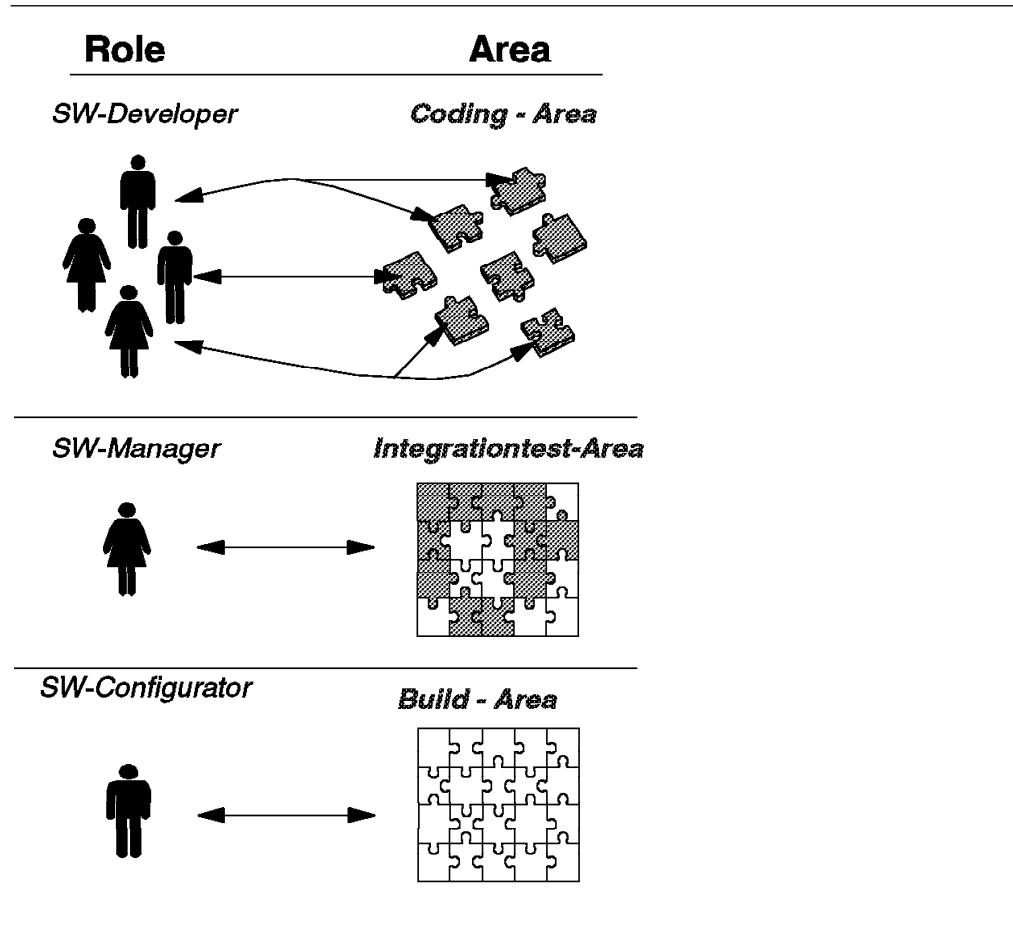 Role Area
SW-Developer Coding - Area
SW-Manager Integrationtest-Area
SW-Configurator Build - Area